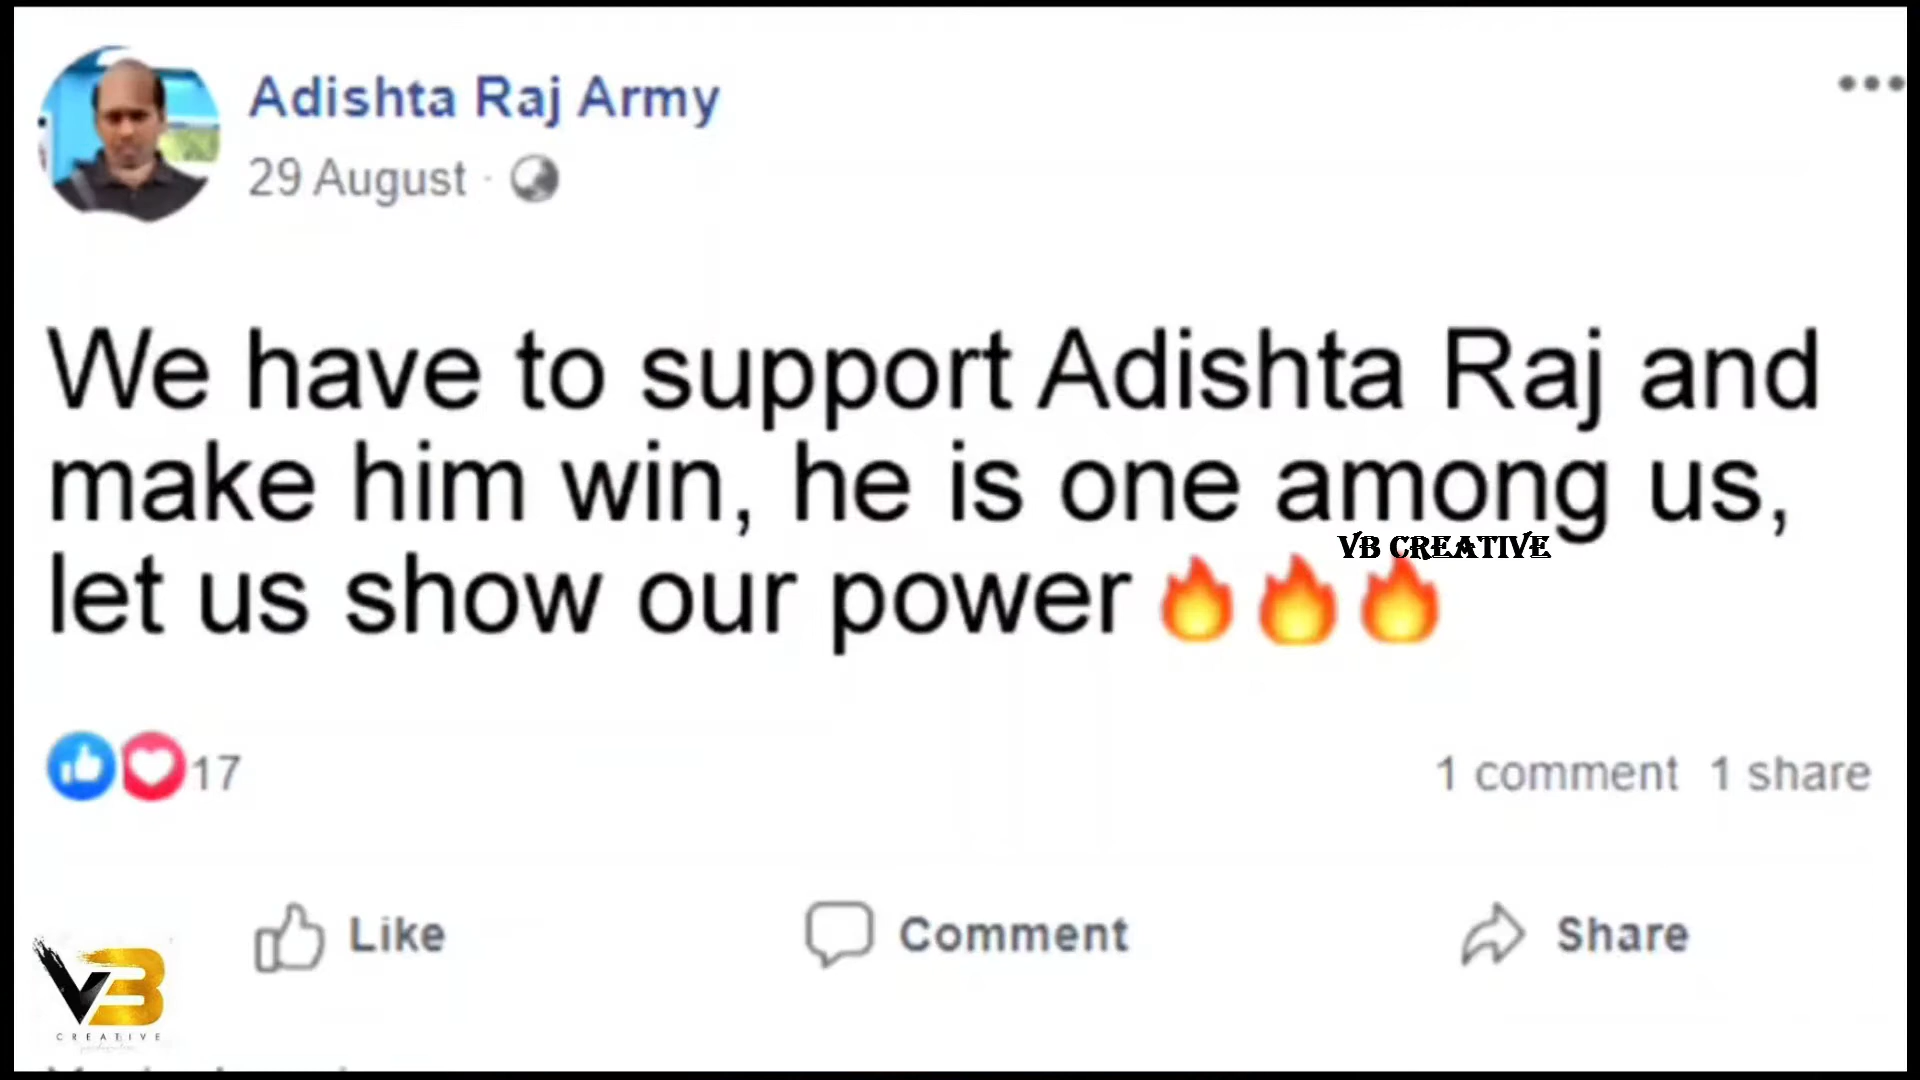 Adishta Raj Army
29 August ·
We have to support Adishta Raj and
make him win, he is one among us,
VB CREATIVE
let us show our power 🔥🔥🔥
17
1 comment 1 share
Like
Comment
Share
VB
CREATIVE